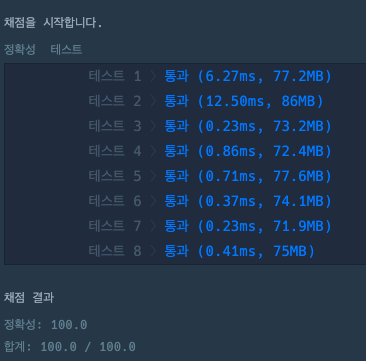 채점을 시작합니다.
정확성 테스트
테스트 1 〉 통과 (6.27ms, 77.2MB)
테스트 2 〉 통과 (12.50ms, 86MB)
테스트 3 〉 통과 (0.23ms, 73.2MB)
테스트 4 〉 통과 (0.86ms, 72.4MB)
테스트 5 〉 통과 (0.71ms, 77.6MB)
테스트 6 〉 통과 (0.37ms, 74.1MB)
테스트 7 〉 통과 (0.23ms, 71.9MB)
테스트 8 〉 통과 (0.41ms, 75MB)
채점 결과
정확성: 100.0
합계: 100.0 / 100.0